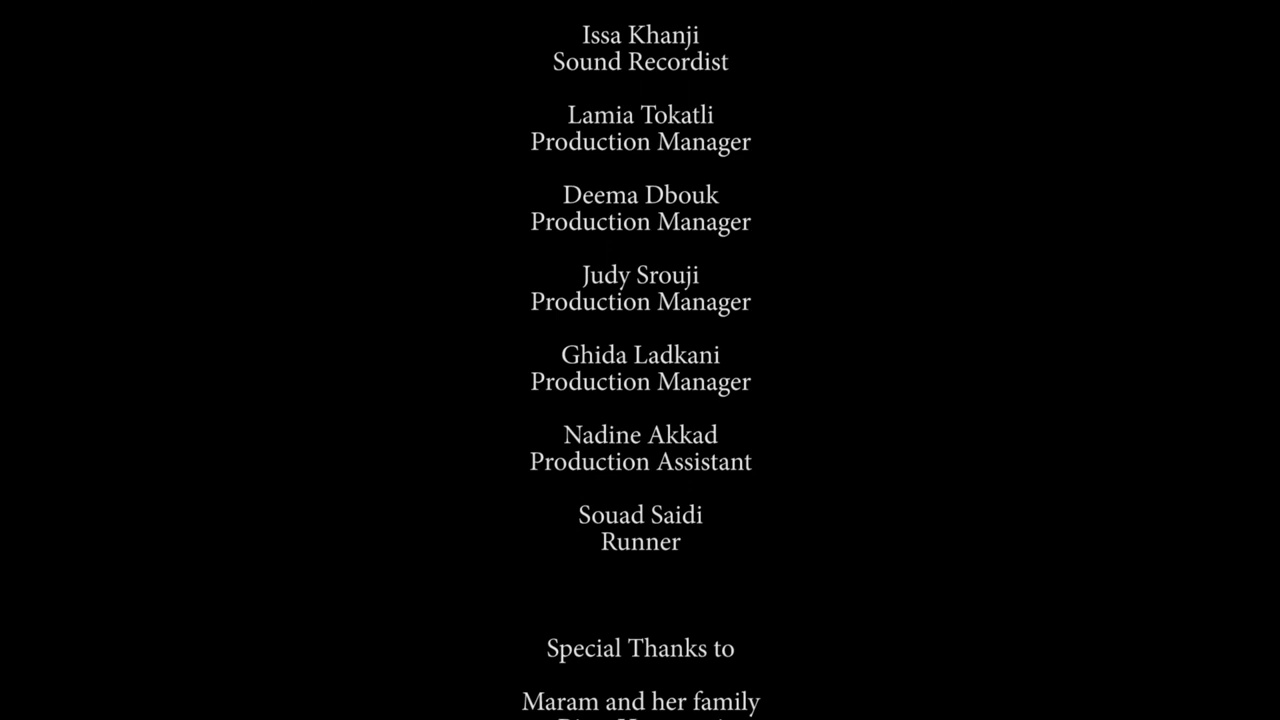 Issa Khanji
Sound Recordist
Lamia Tokatli
Production Manager
Deema Dbouk
Production Manager
Judy Srouji
Production Manager
Ghida Ladkani
Production Manager
Nadine Akkad
Production Assistant
Souad Saidi
Runner
Special Thanks to
Maram and her family